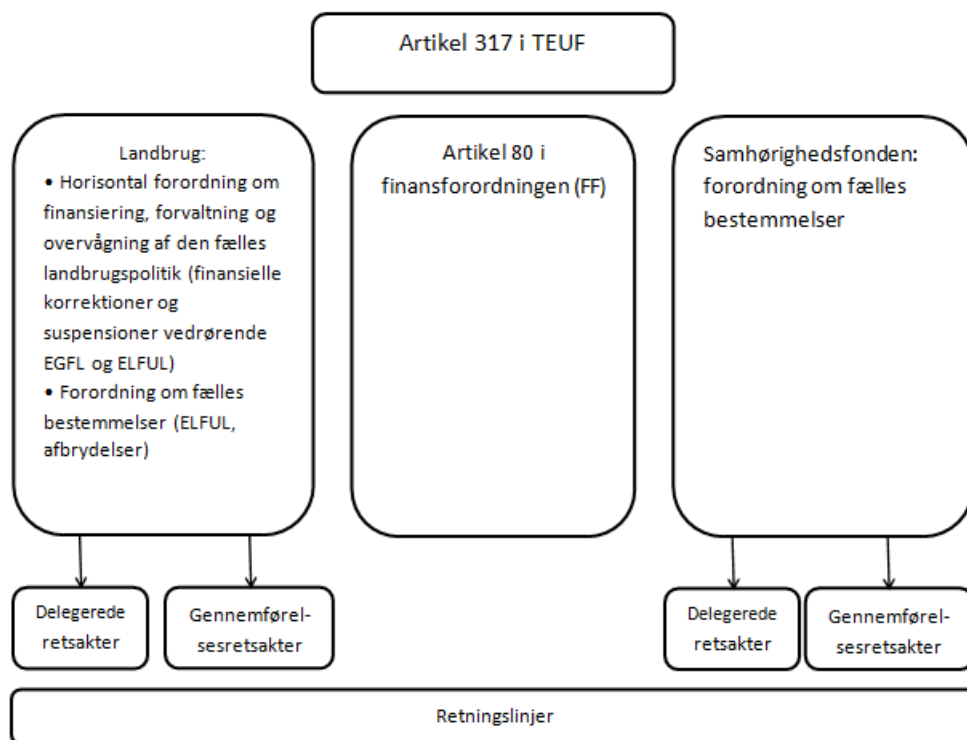 Artikel 317 i TEUF
Landbrug:
• Horisontal forordning om
finansiering, forvaltning og
overvågning af den fælles
landbrugspolitik (finansielle
korrektioner og
suspensioner vedrørende
EGFL og ELFUL)
• Forordning om fælles
bestemmelser (ELFUL,
afbrydelser)
Artikel 80 i
finansforordningen (FF)
Samhørighedsfonden:
forordning om fælles
bestemmelser
Delegerede
retsakter
Gennemførel-
sesretsakter
Delegerede
retsakter
Gennemførel-
sesretsakter
Retningslinjer